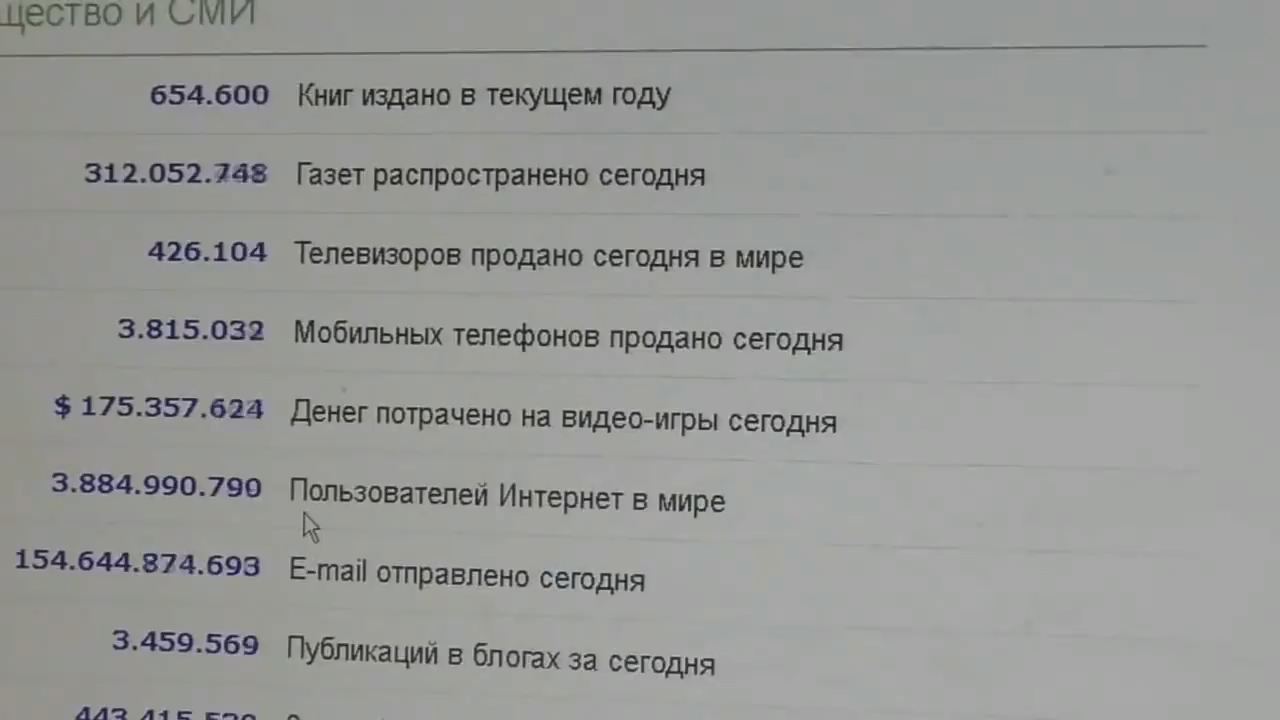 щество и СМИ
654.600 Книг издано в текущем году
312.052.748 Газет распространено сегодня
426.104 Телевизоров продано сегодня в мире
3.815.032 Мобильных телефонов продано сегодня
$ 175.357.624 Денег потрачено на видео-игры сегодня
3.884.990.790 Пользователей Интернет в мире
154.644.874.693 E-mail отправлено сегодня
3.459.569 Публикаций в блогах за сегодня